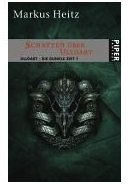 Markus Heitz
SCHATTEN ÜBER
ULLDART
ULLDART · DIE DUNKLE ZEIT 1
PIPER